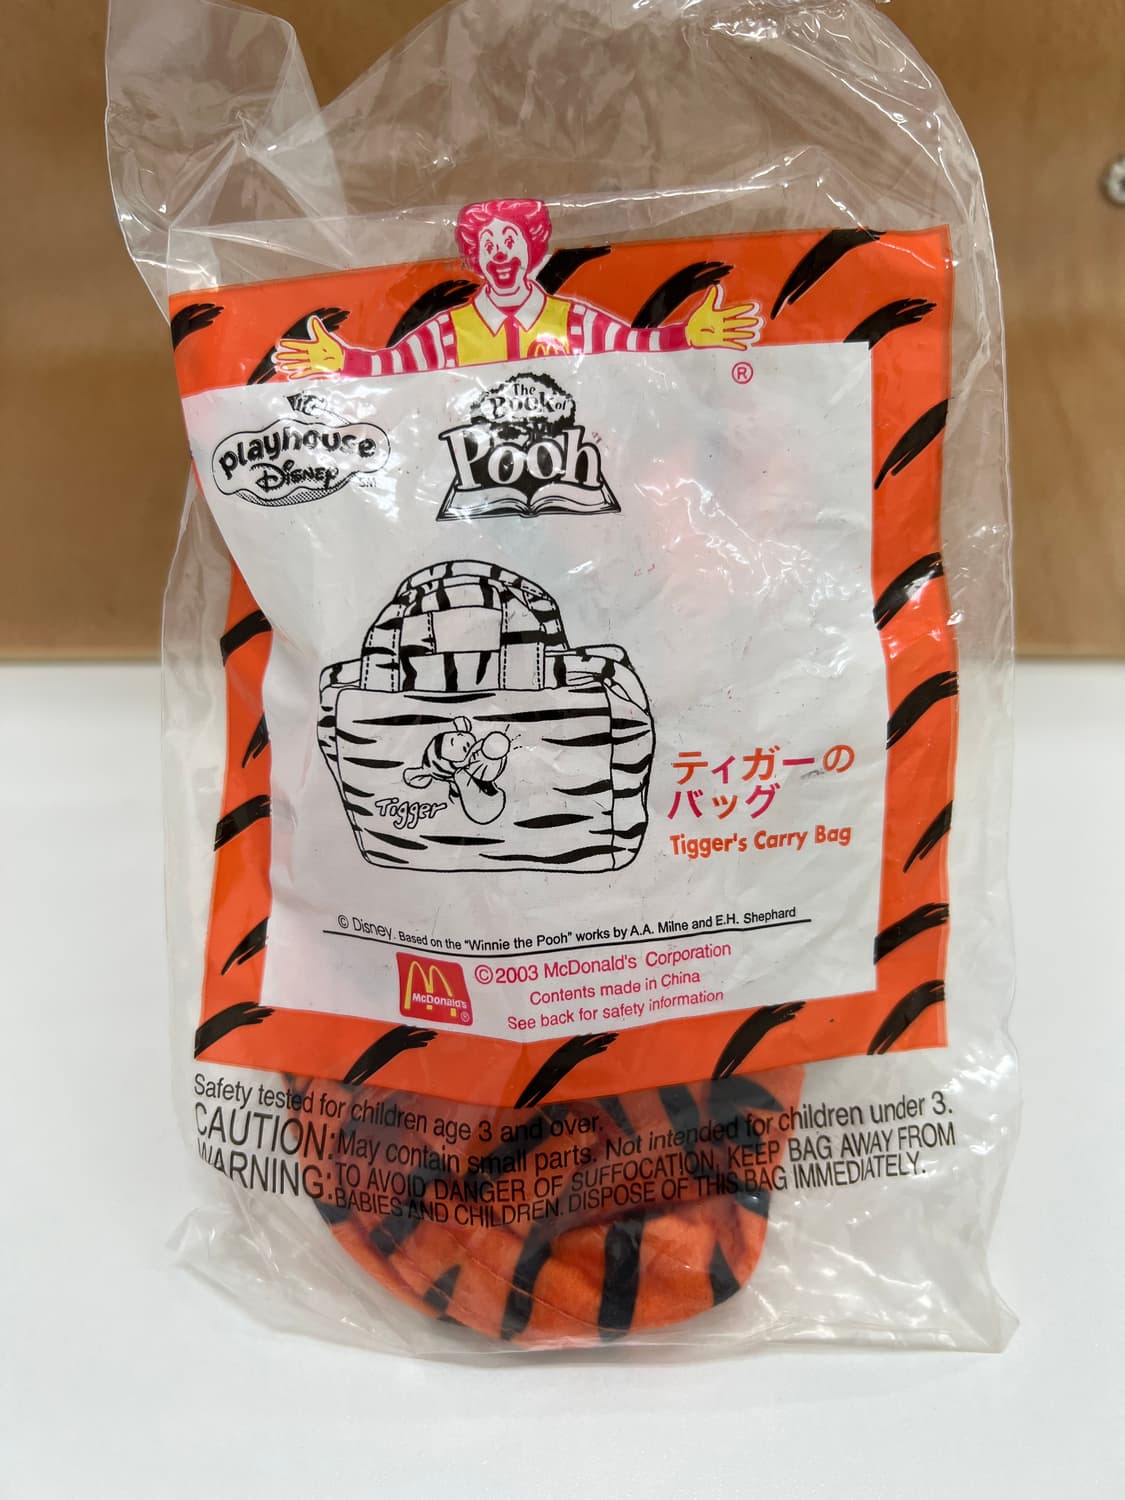 ®
playhouse
Disney
SM
The
Book of
Pooh
Tigger
ティガーの
バッグ
Tigger's Carry Bag
© Disney. Based on the "Winnie the Pooh" works by A.A. Milne and E.H. Shephard
McDonald's ®
©2003 McDonald's Corporation
Contents made in China
See back for safety information
Safety tested for children age 3 and over.
CAUTION: May contain small parts. Not intended for children under 3.
WARNING: TO AVOID DANGER OF SUFFOCATION, KEEP BAG AWAY FROM
BABIES AND CHILDREN. DISPOSE OF THIS BAG IMMEDIATELY.